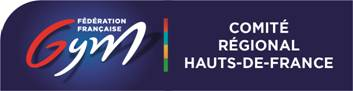 FÉDÉRATION
FRANÇAISE
Gym
COMITÉ
RÉGIONAL
HAUTS-DE-FRANCE